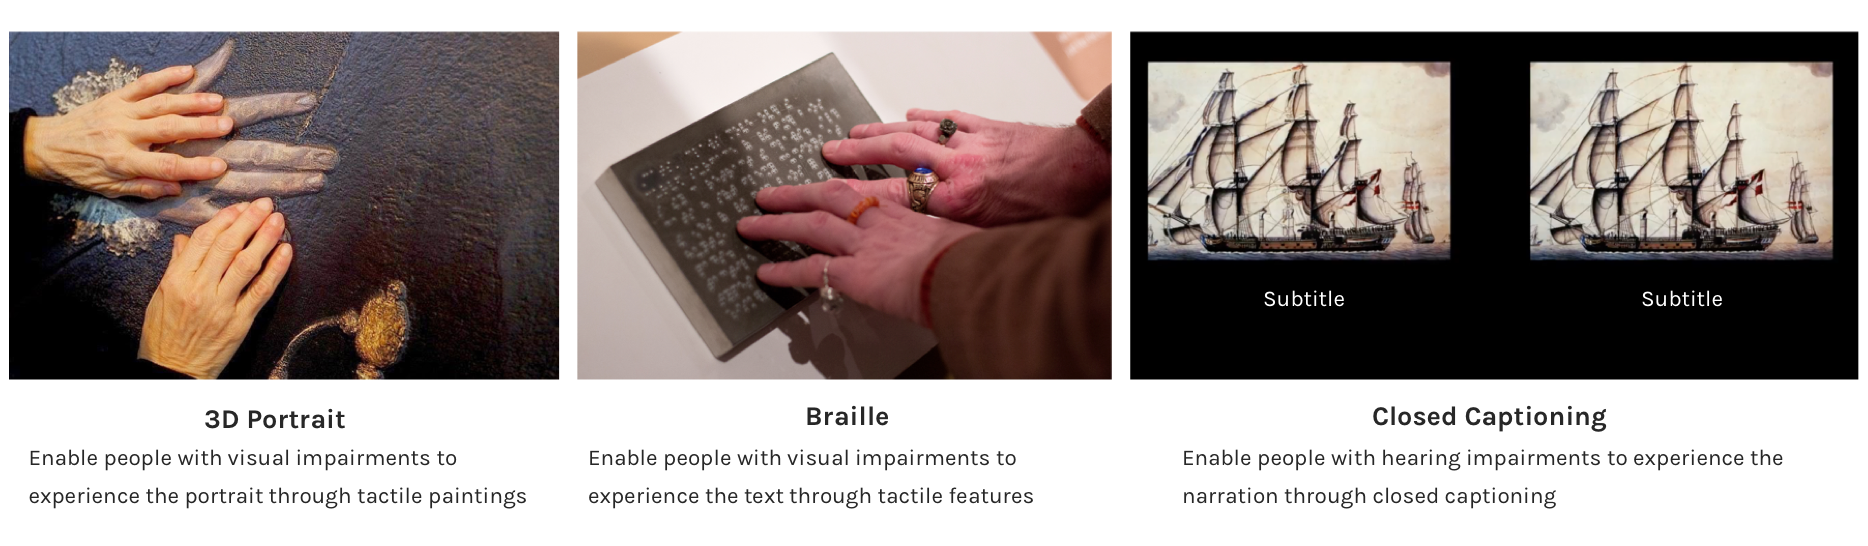 Subtitle
Subtitle
3D Portrait
Enable people with visual impairments to
experience the portrait through tactile paintings
Braille
Enable people with visual impairments to
experience the text through tactile features
Closed Captioning
Enable people with hearing impairments to experience the
narration through closed captioning